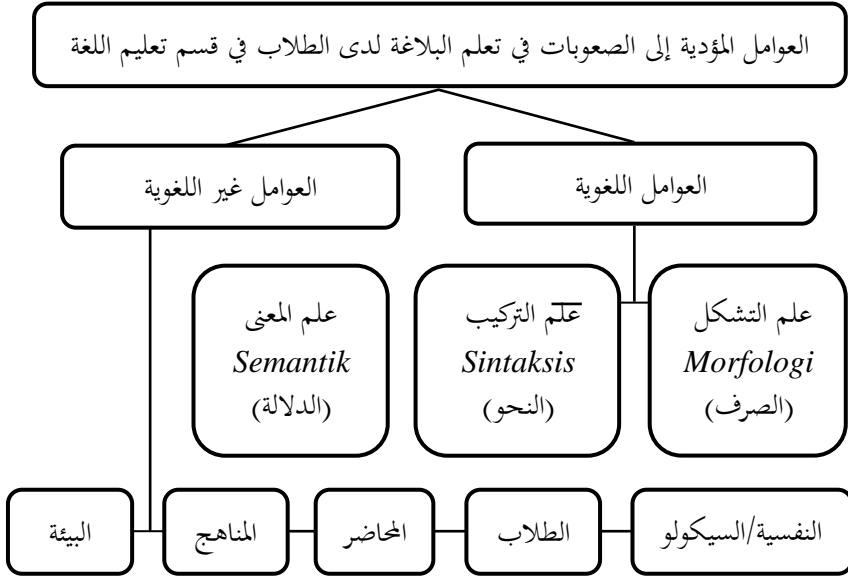 العوامل المؤدية إلى الصعوبات في تعلم البلاغة لدى الطلاب في قسم تعليم اللغة
العوامل اللغوية
العوامل غير اللغوية
علم التشكل
Morfologi
(الصرف)
علم التركيب
Sintaksis
(النحو)
علم المعنى
Semantik
(الدلالة)
النفسية/السيكولو
الطلاب
المحاضر
المناهج
البيئة